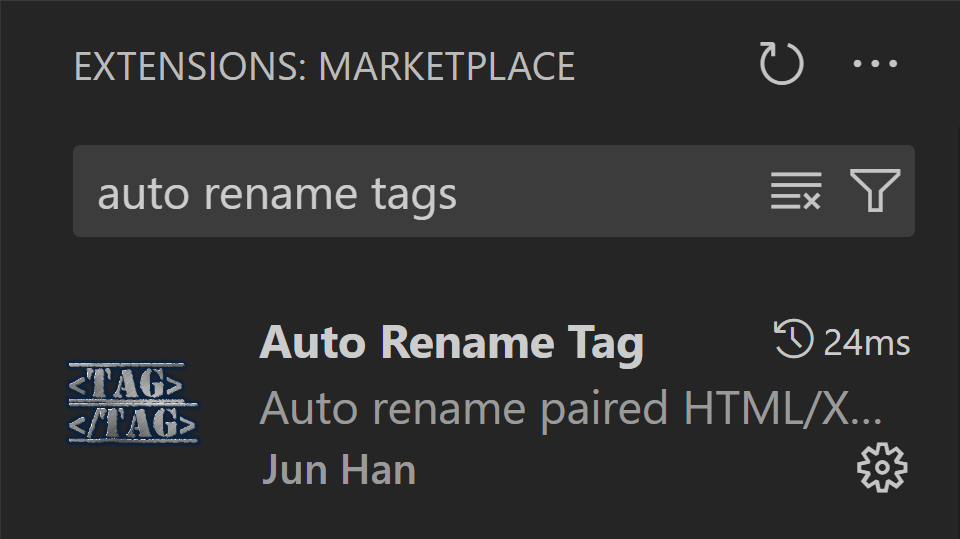 EXTENSIONS: MARKETPLACE
auto rename tags
Auto Rename Tag 24ms
<TAG>
</TAG>
Auto rename paired HTML/X...
Jun Han